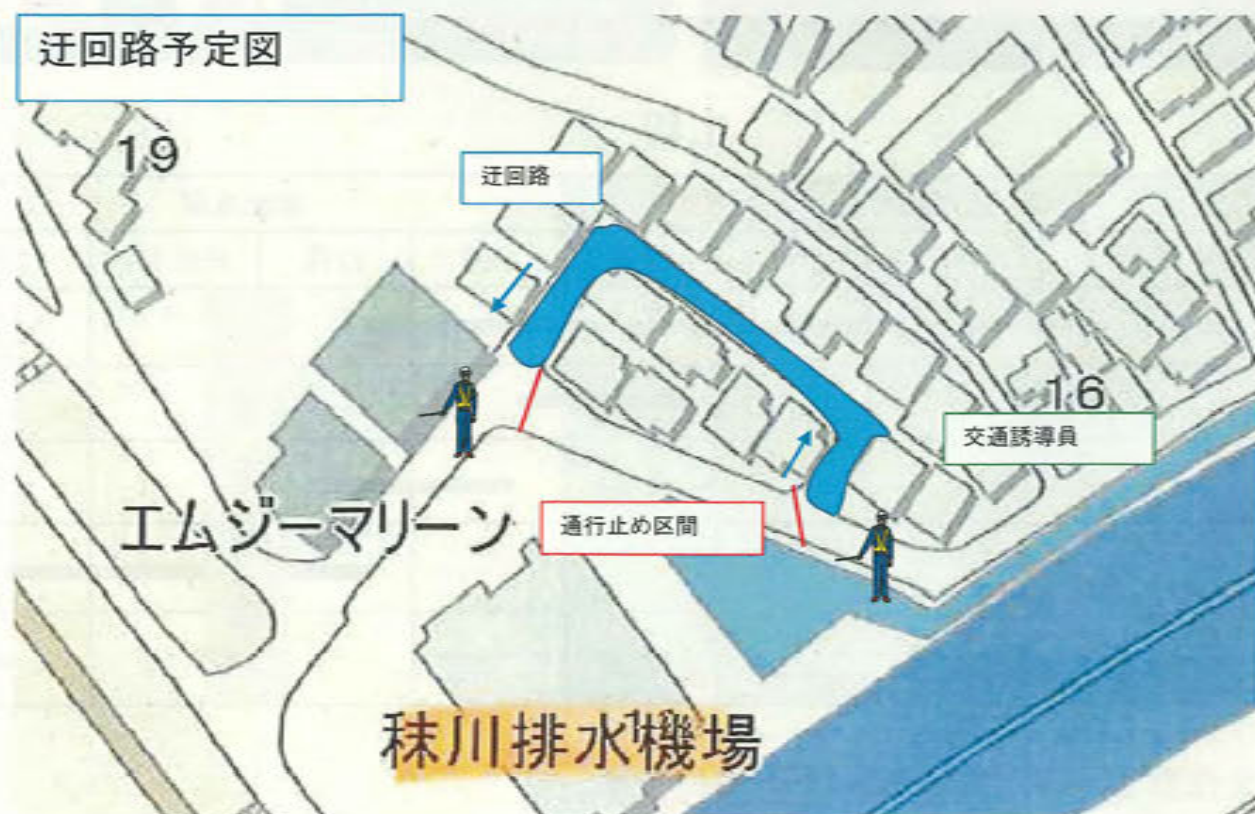 迂回路予定図
19
迂回路
16
交通誘導員
エムジーマリーン
通行止め区間
秣川排水機場